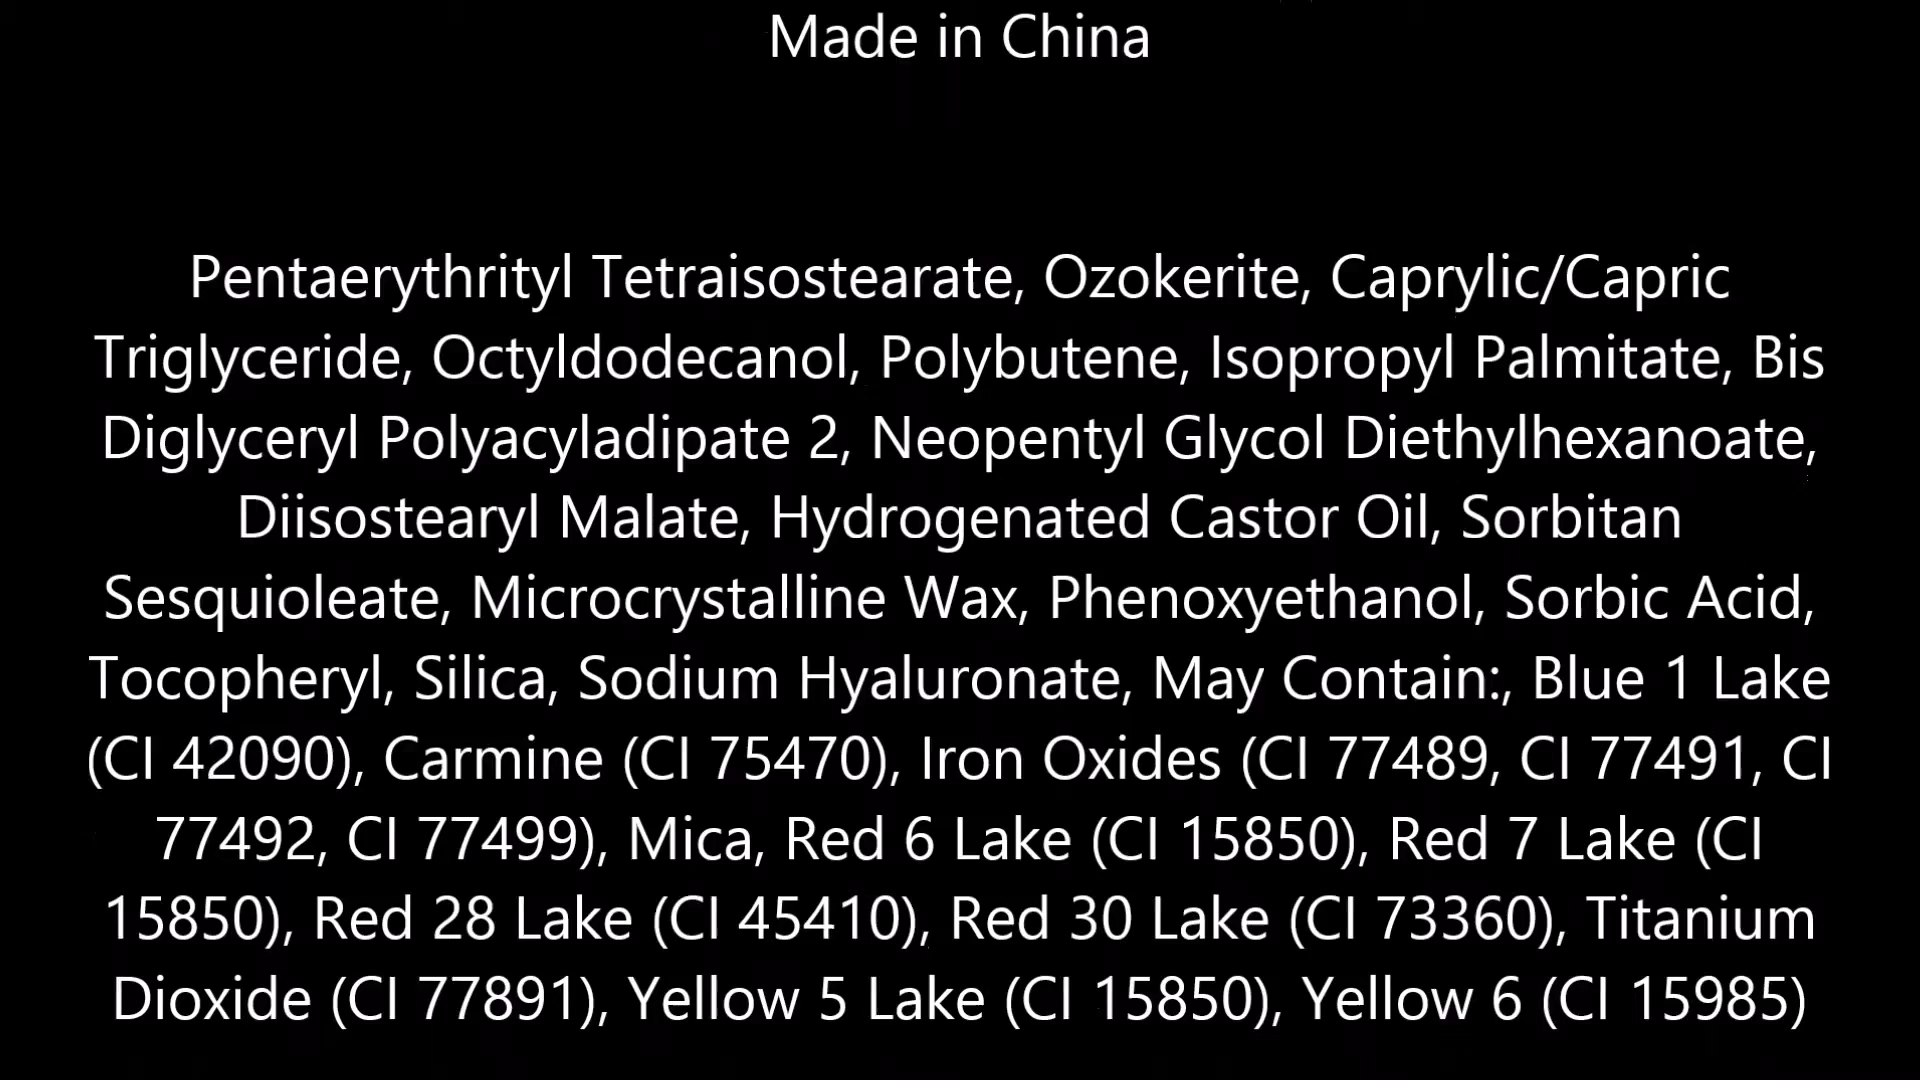 Made in China
Pentaerythrityl Tetraisostearate, Ozokerite, Caprylic/Capric
Triglyceride, Octyldodecanol, Polybutene, Isopropyl Palmitate, Bis
Diglyceryl Polyacyladipate 2, Neopentyl Glycol Diethylhexanoate,
Diisostearyl Malate, Hydrogenated Castor Oil, Sorbitan
Sesquioleate, Microcrystalline Wax, Phenoxyethanol, Sorbic Acid,
Tocopheryl, Silica, Sodium Hyaluronate, May Contain:, Blue 1 Lake
(CI 42090), Carmine (CI 75470), Iron Oxides (CI 77489, CI 77491, CI
77492, CI 77499), Mica, Red 6 Lake (CI 15850), Red 7 Lake (CI
15850), Red 28 Lake (CI 45410), Red 30 Lake (CI 73360), Titanium
Dioxide (CI 77891), Yellow 5 Lake (CI 15850), Yellow 6 (CI 15985)